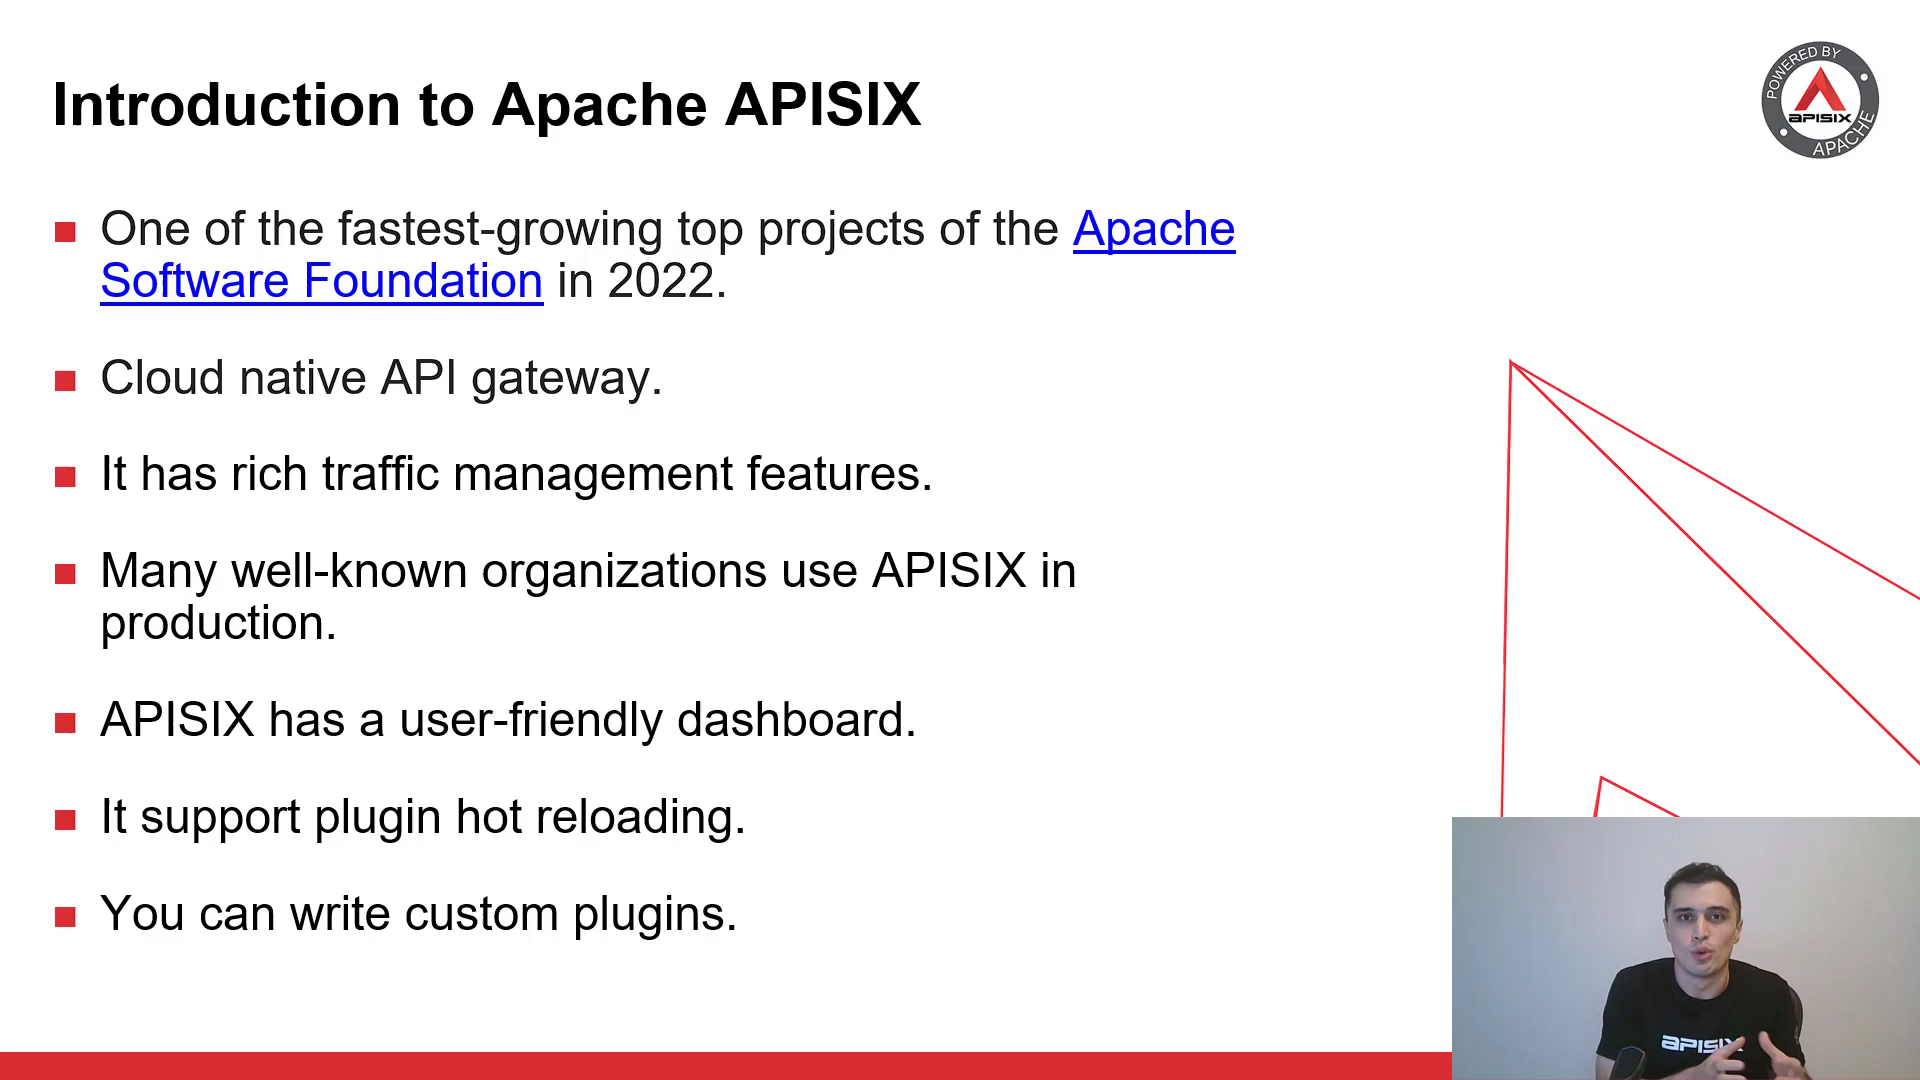 Introduction to Apache APISIX
POWERED BY
APISIX
APACHE
One of the fastest-growing top projects of the Apache
Software Foundation in 2022.
Cloud native API gateway.
It has rich traffic management features.
Many well-known organizations use APISIX in
production.
APISIX has a user-friendly dashboard.
It support plugin hot reloading.
You can write custom plugins.
APISIX